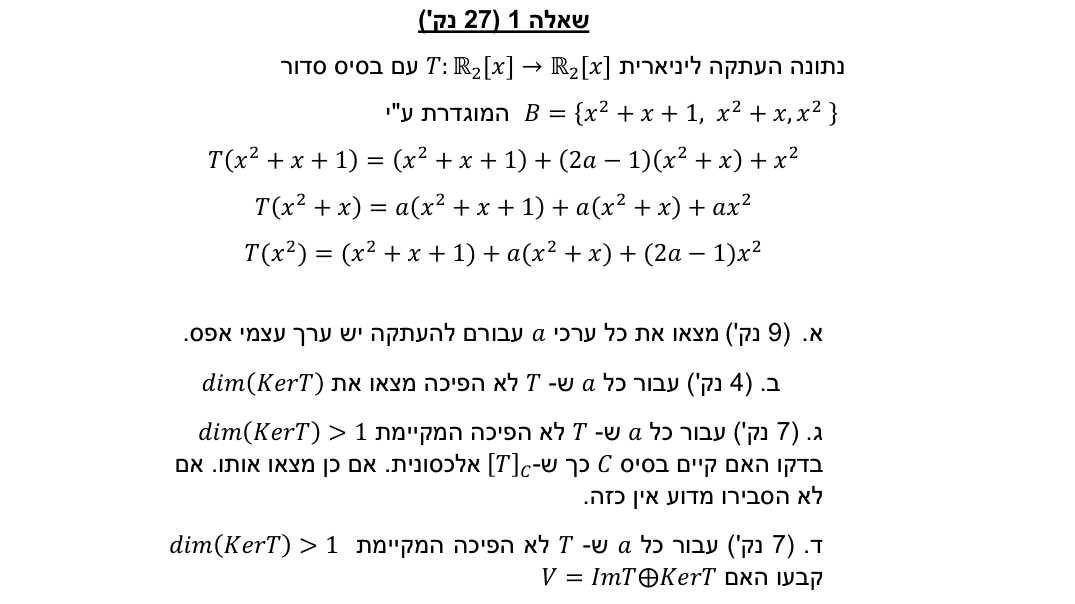 שאלה 1 (27 נק')
נתונה העתקה ליניארית T: ℝ₂[x] → ℝ₂[x] עם בסיס סדור
B = {x² + x + 1, x² + x, x² } המוגדרת ע"י
T(x² + x + 1) = (x² + x + 1) + (2a − 1)(x² + x) + x²
T(x² + x) = a(x² + x + 1) + a(x² + x) + ax²
T(x²) = (x² + x + 1) + a(x² + x) + (2a − 1)x²
א. (9 נק') מצאו את כל ערכי a עבורם להעתקה יש ערך עצמי אפס.
ב. (4 נק') עבור כל a ש- T לא הפיכה מצאו את dim(KerT)
ג. (7 נק') עבור כל a ש- T לא הפיכה המקיימת dim(KerT) > 1
בדקו האם קיים בסיס C כך ש-[T]_C אלכסונית. אם כן מצאו אותו. אם
לא הסבירו מדוע אין כזה.
ד. (7 נק') עבור כל a ש- T לא הפיכה המקיימת dim(KerT) > 1
קבעו האם V = ImT⊕KerT